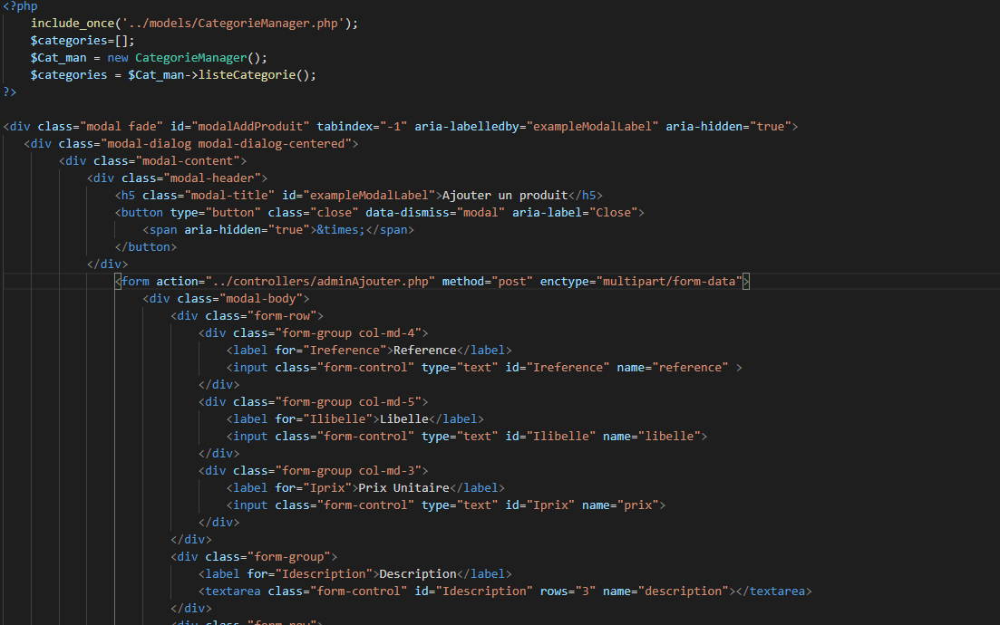 <?php
include_once('../models/CategorieManager.php');
$categories=[];
$Cat_man = new CategorieManager();
$categories = $Cat_man->listeCategorie();
?>
<div class="modal fade" id="modalAddProduit" tabindex="-1" aria-labelledby="exampleModalLabel" aria-hidden="true">
<div class="modal-dialog modal-dialog-centered">
<div class="modal-content">
<div class="modal-header">
<h5 class="modal-title" id="exampleModalLabel">Ajouter un produit</h5>
<button type="button" class="close" data-dismiss="modal" aria-label="Close">
<span aria-hidden="true">&times;</span>
</button>
</div>
<form action="../controllers/adminAjouter.php" method="post" enctype="multipart/form-data">
<div class="modal-body">
<div class="form-row">
<div class="form-group col-md-4">
<label for="Ireference">Reference</label>
<input class="form-control" type="text" id="Ireference" name="reference" >
</div>
<div class="form-group col-md-5">
<label for="Ilibelle">Libelle</label>
<input class="form-control" type="text" id="Ilibelle" name="libelle">
</div>
<div class="form-group col-md-3">
<label for="Iprix">Prix Unitaire</label>
<input class="form-control" type="text" id="Iprix" name="prix">
</div>
</div>
<div class="form-group">
<label for="Idescription">Description</label>
<textarea class="form-control" id="Idescription" rows="3" name="description"></textarea>
</div>
<div class="form-row">